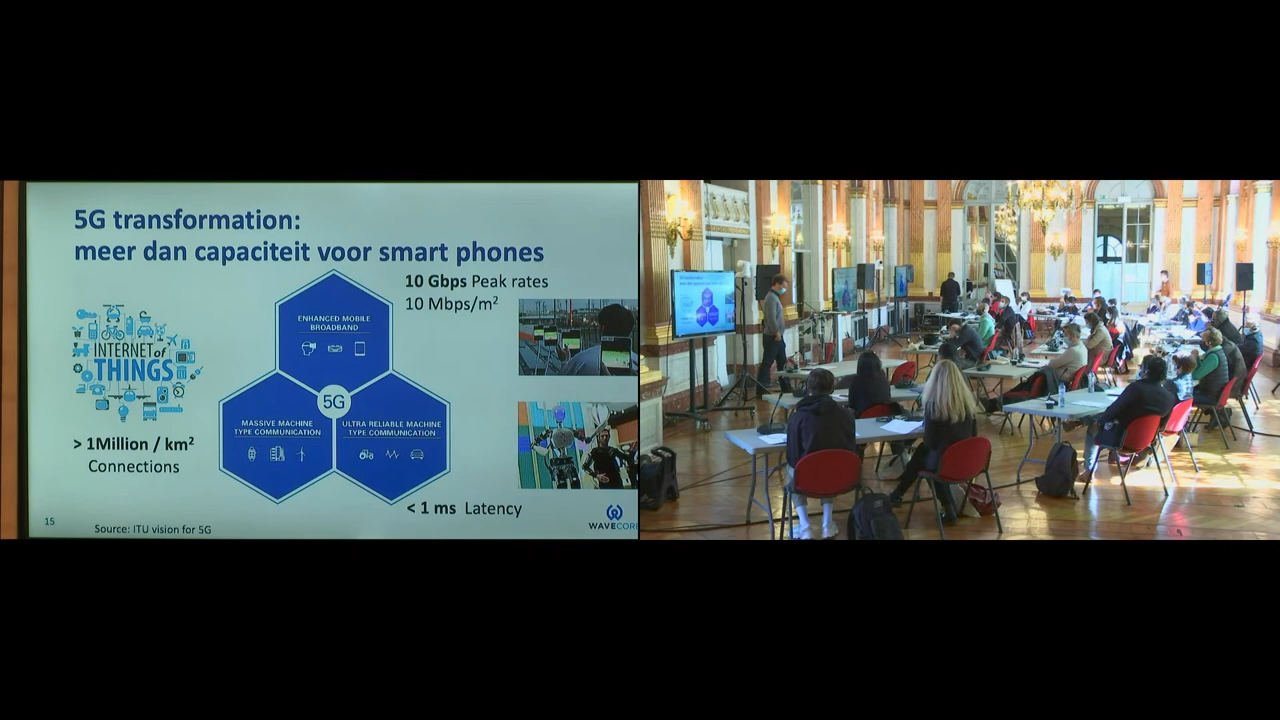 5G transformation:
meer dan capaciteit voor smart phones
10 Gbps Peak rates
10 Mbps/m²
ENHANCED MOBILE
BROADBAND
INTERNET of
THINGS
5G
MASSIVE MACHINE
TYPE COMMUNICATION
ULTRA RELIABLE MACHINE
TYPE COMMUNICATION
> 1Million / km²
Connections
< 1 ms Latency
15
Source: ITU vision for 5G
WAVECOR